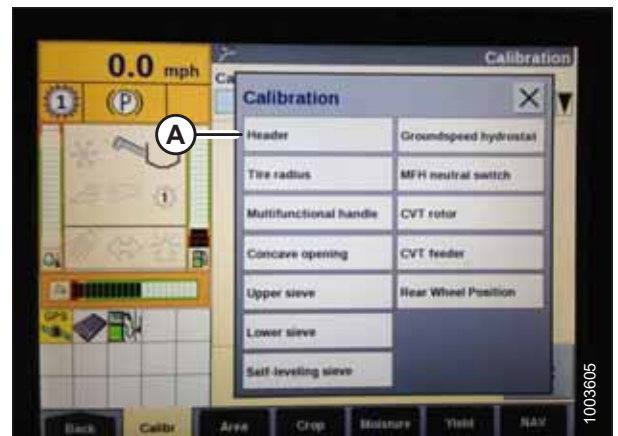 0.0 mph
Calibration
Ca
1
(P)
A
Calibration
X
Header
Groundspeed hydrostat
Tire radius
MFH neutral switch
1
Multifunctional handle
CVT rotor
Concave opening
CVT feeder
Upper sieve
Rear Wheel Position
GPS
Lower sieve
Self-leveling sieve
Back
Calibr
Area
Crop
Moisture
Yield
NAV
1003605